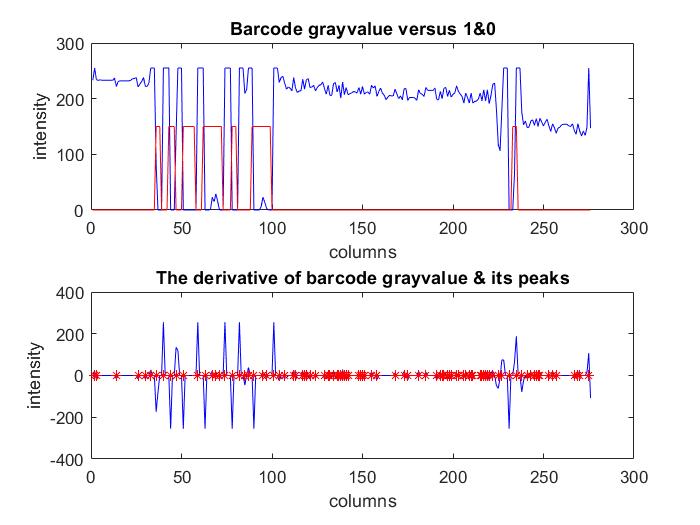 Barcode grayvalue versus 1&0
300
200
100
0
intensity
0 50 100 150 200 250 300
columns
The derivative of barcode grayvalue & its peaks
400
200
0
-200
-400
intensity
0 50 100 150 200 250 300
columns